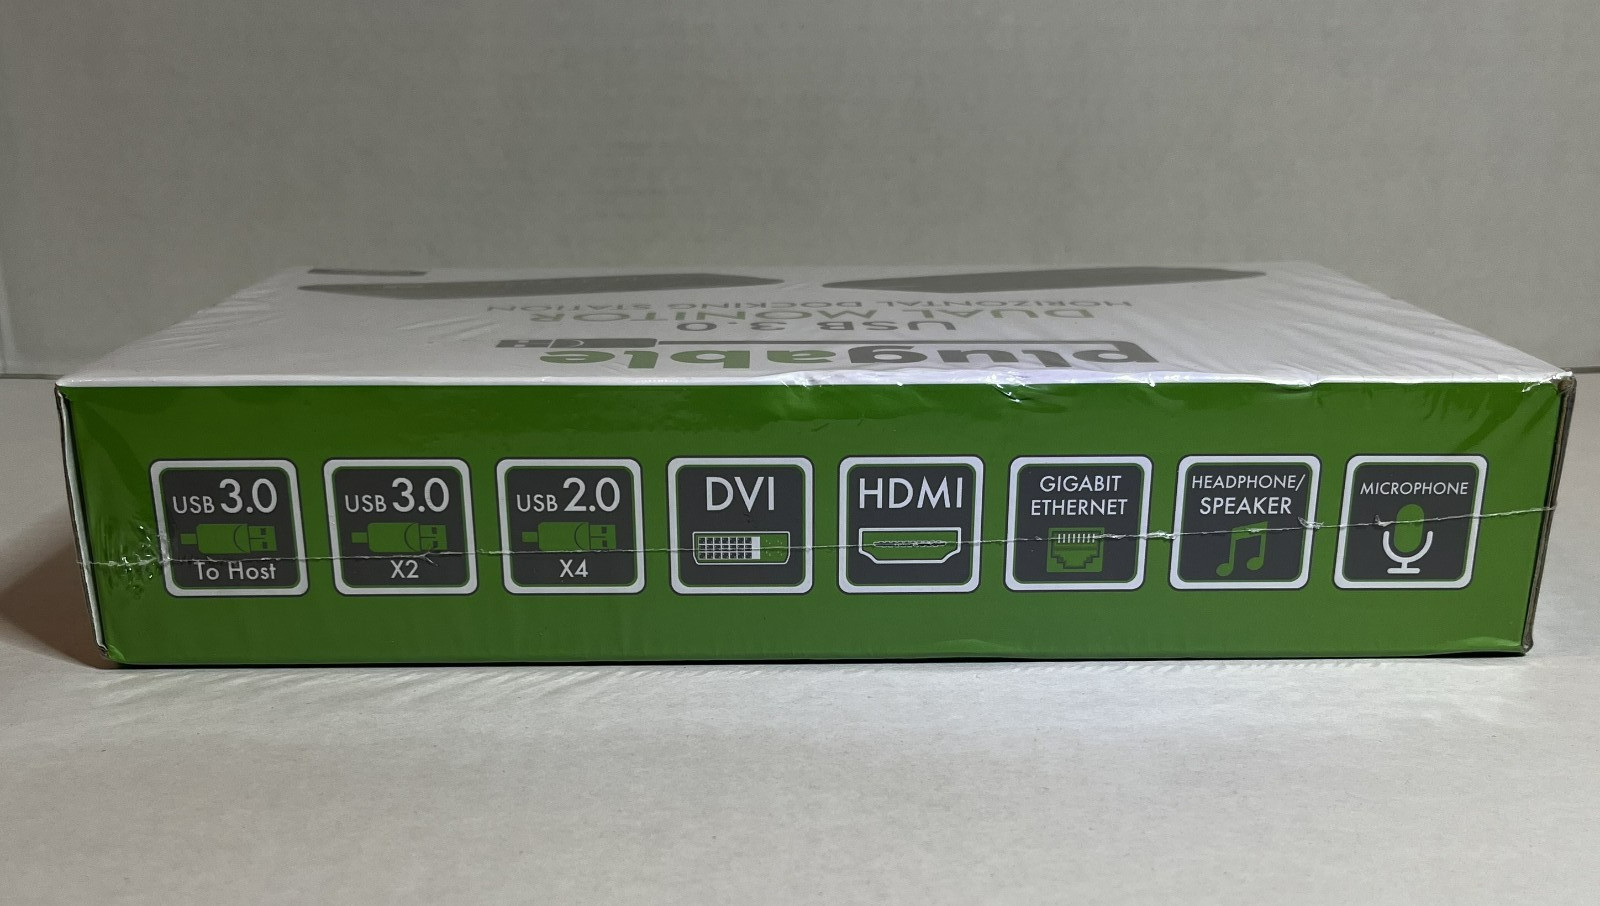 plugable
USB 3.0
DUAL MONITOR
HORIZONTAL DOCKING STATION
USB 3.0
To Host
USB 3.0
X2
USB 2.0
X4
DVI
HDMI
GIGABIT
ETHERNET
HEADPHONE/
SPEAKER
MICROPHONE